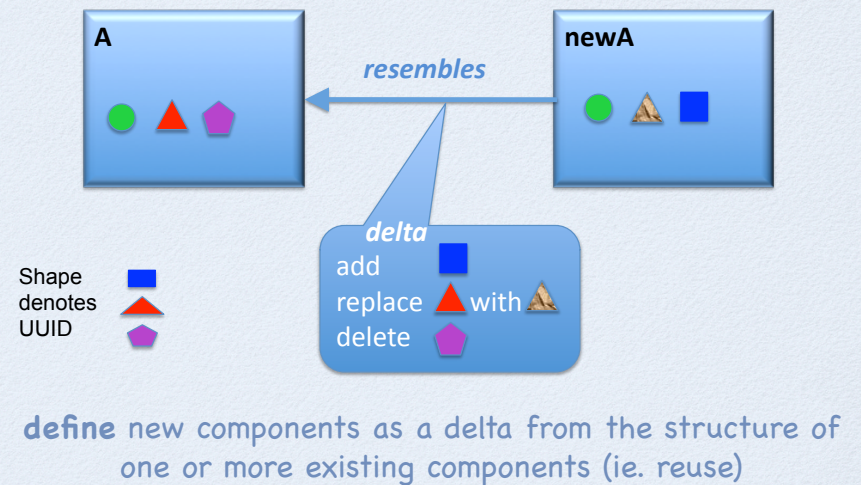 A
newA
resembles
delta
add
replace with
delete
Shape
denotes
UUID
define new components as a delta from the structure of
one or more existing components (ie. reuse)